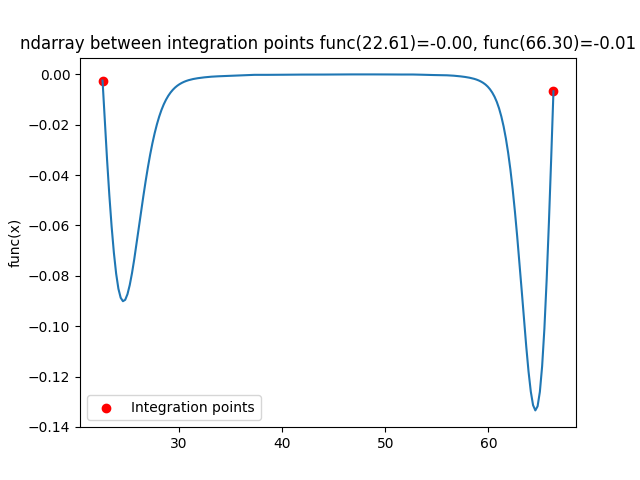 ndarray between integration points func(22.61)=-0.00, func(66.30)=-0.01
0.00
−0.02
−0.04
−0.06
−0.08
−0.10
−0.12
−0.14
func(x)
Integration points
30 40 50 60